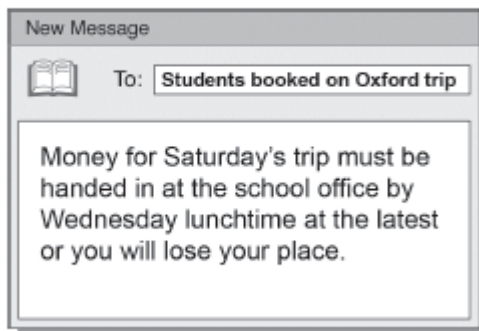 New Message
To: Students booked on Oxford trip
Money for Saturday's trip must be
handed in at the school office by
Wednesday lunchtime at the latest
or you will lose your place.